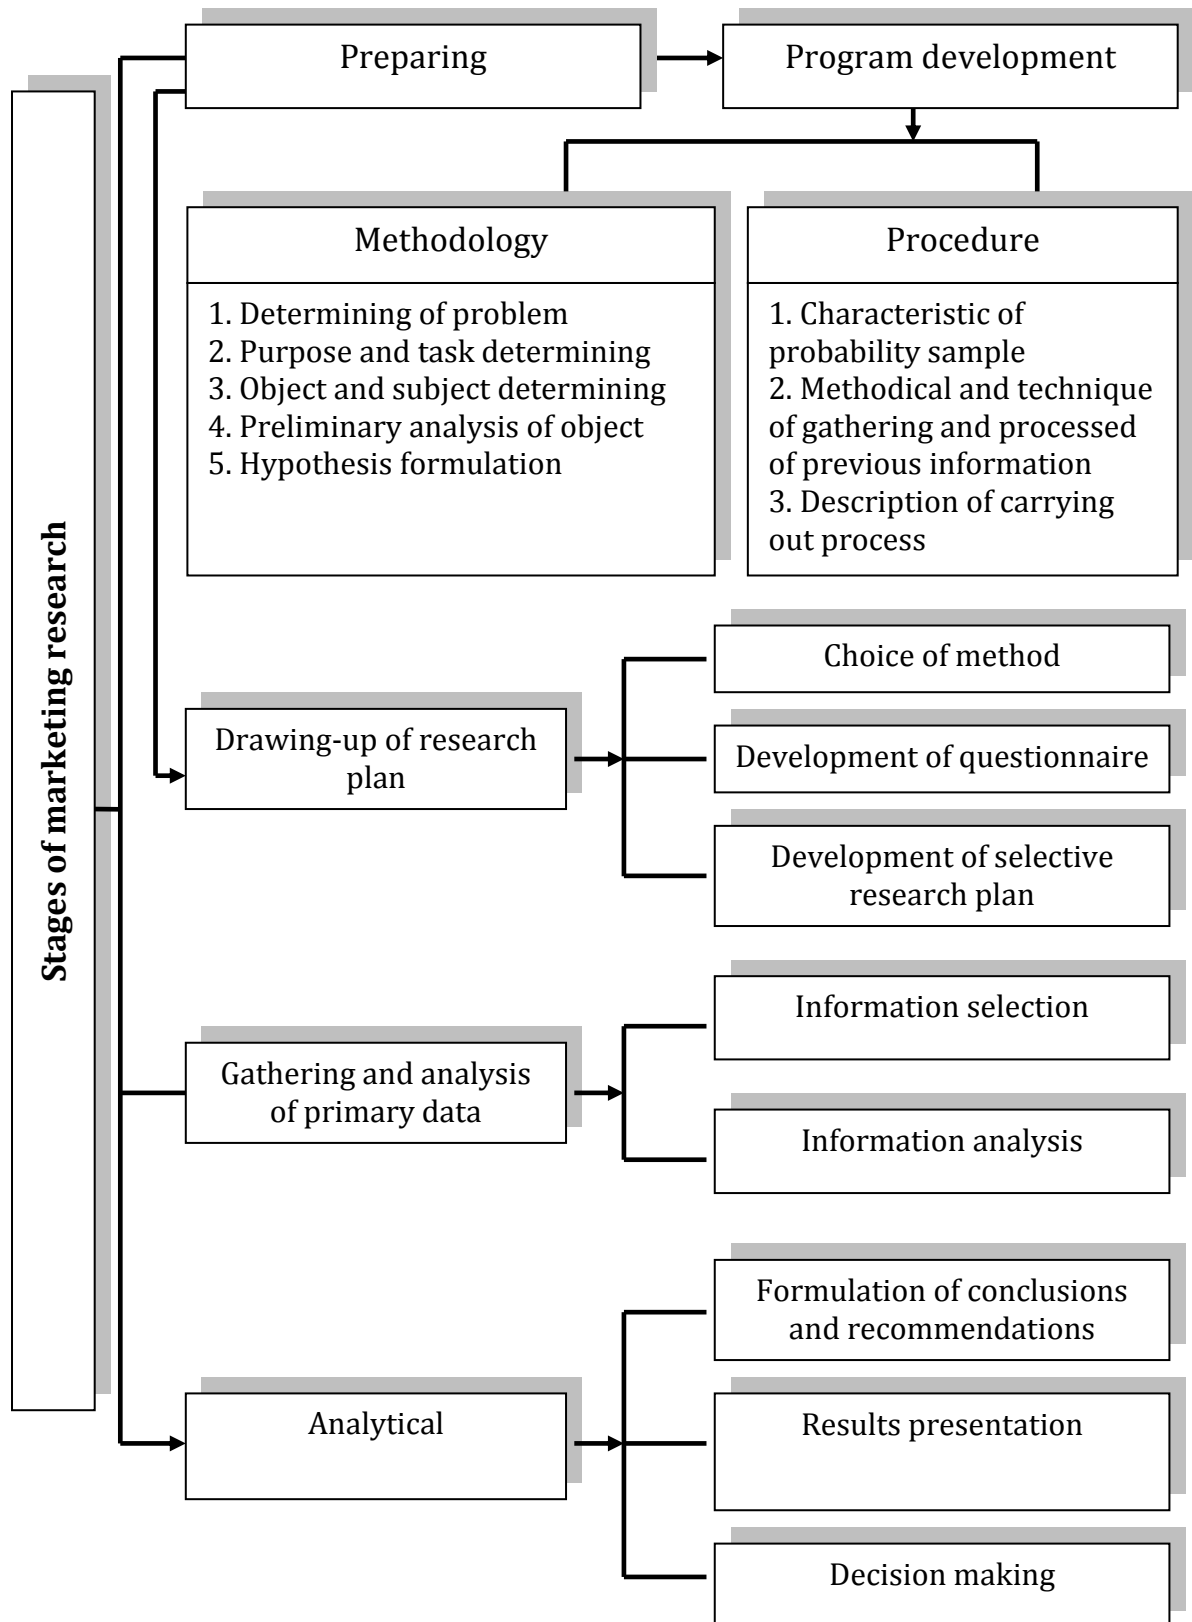 Stages of marketing research
Preparing
Program development
Methodology
1. Determining of problem
2. Purpose and task determining
3. Object and subject determining
4. Preliminary analysis of object
5. Hypothesis formulation
Procedure
1. Characteristic of
probability sample
2. Methodical and technique
of gathering and processed
of previous information
3. Description of carrying
out process
Drawing-up of research
plan
Choice of method
Development of questionnaire
Development of selective
research plan
Gathering and analysis
of primary data
Information selection
Information analysis
Analytical
Formulation of conclusions
and recommendations
Results presentation
Decision making